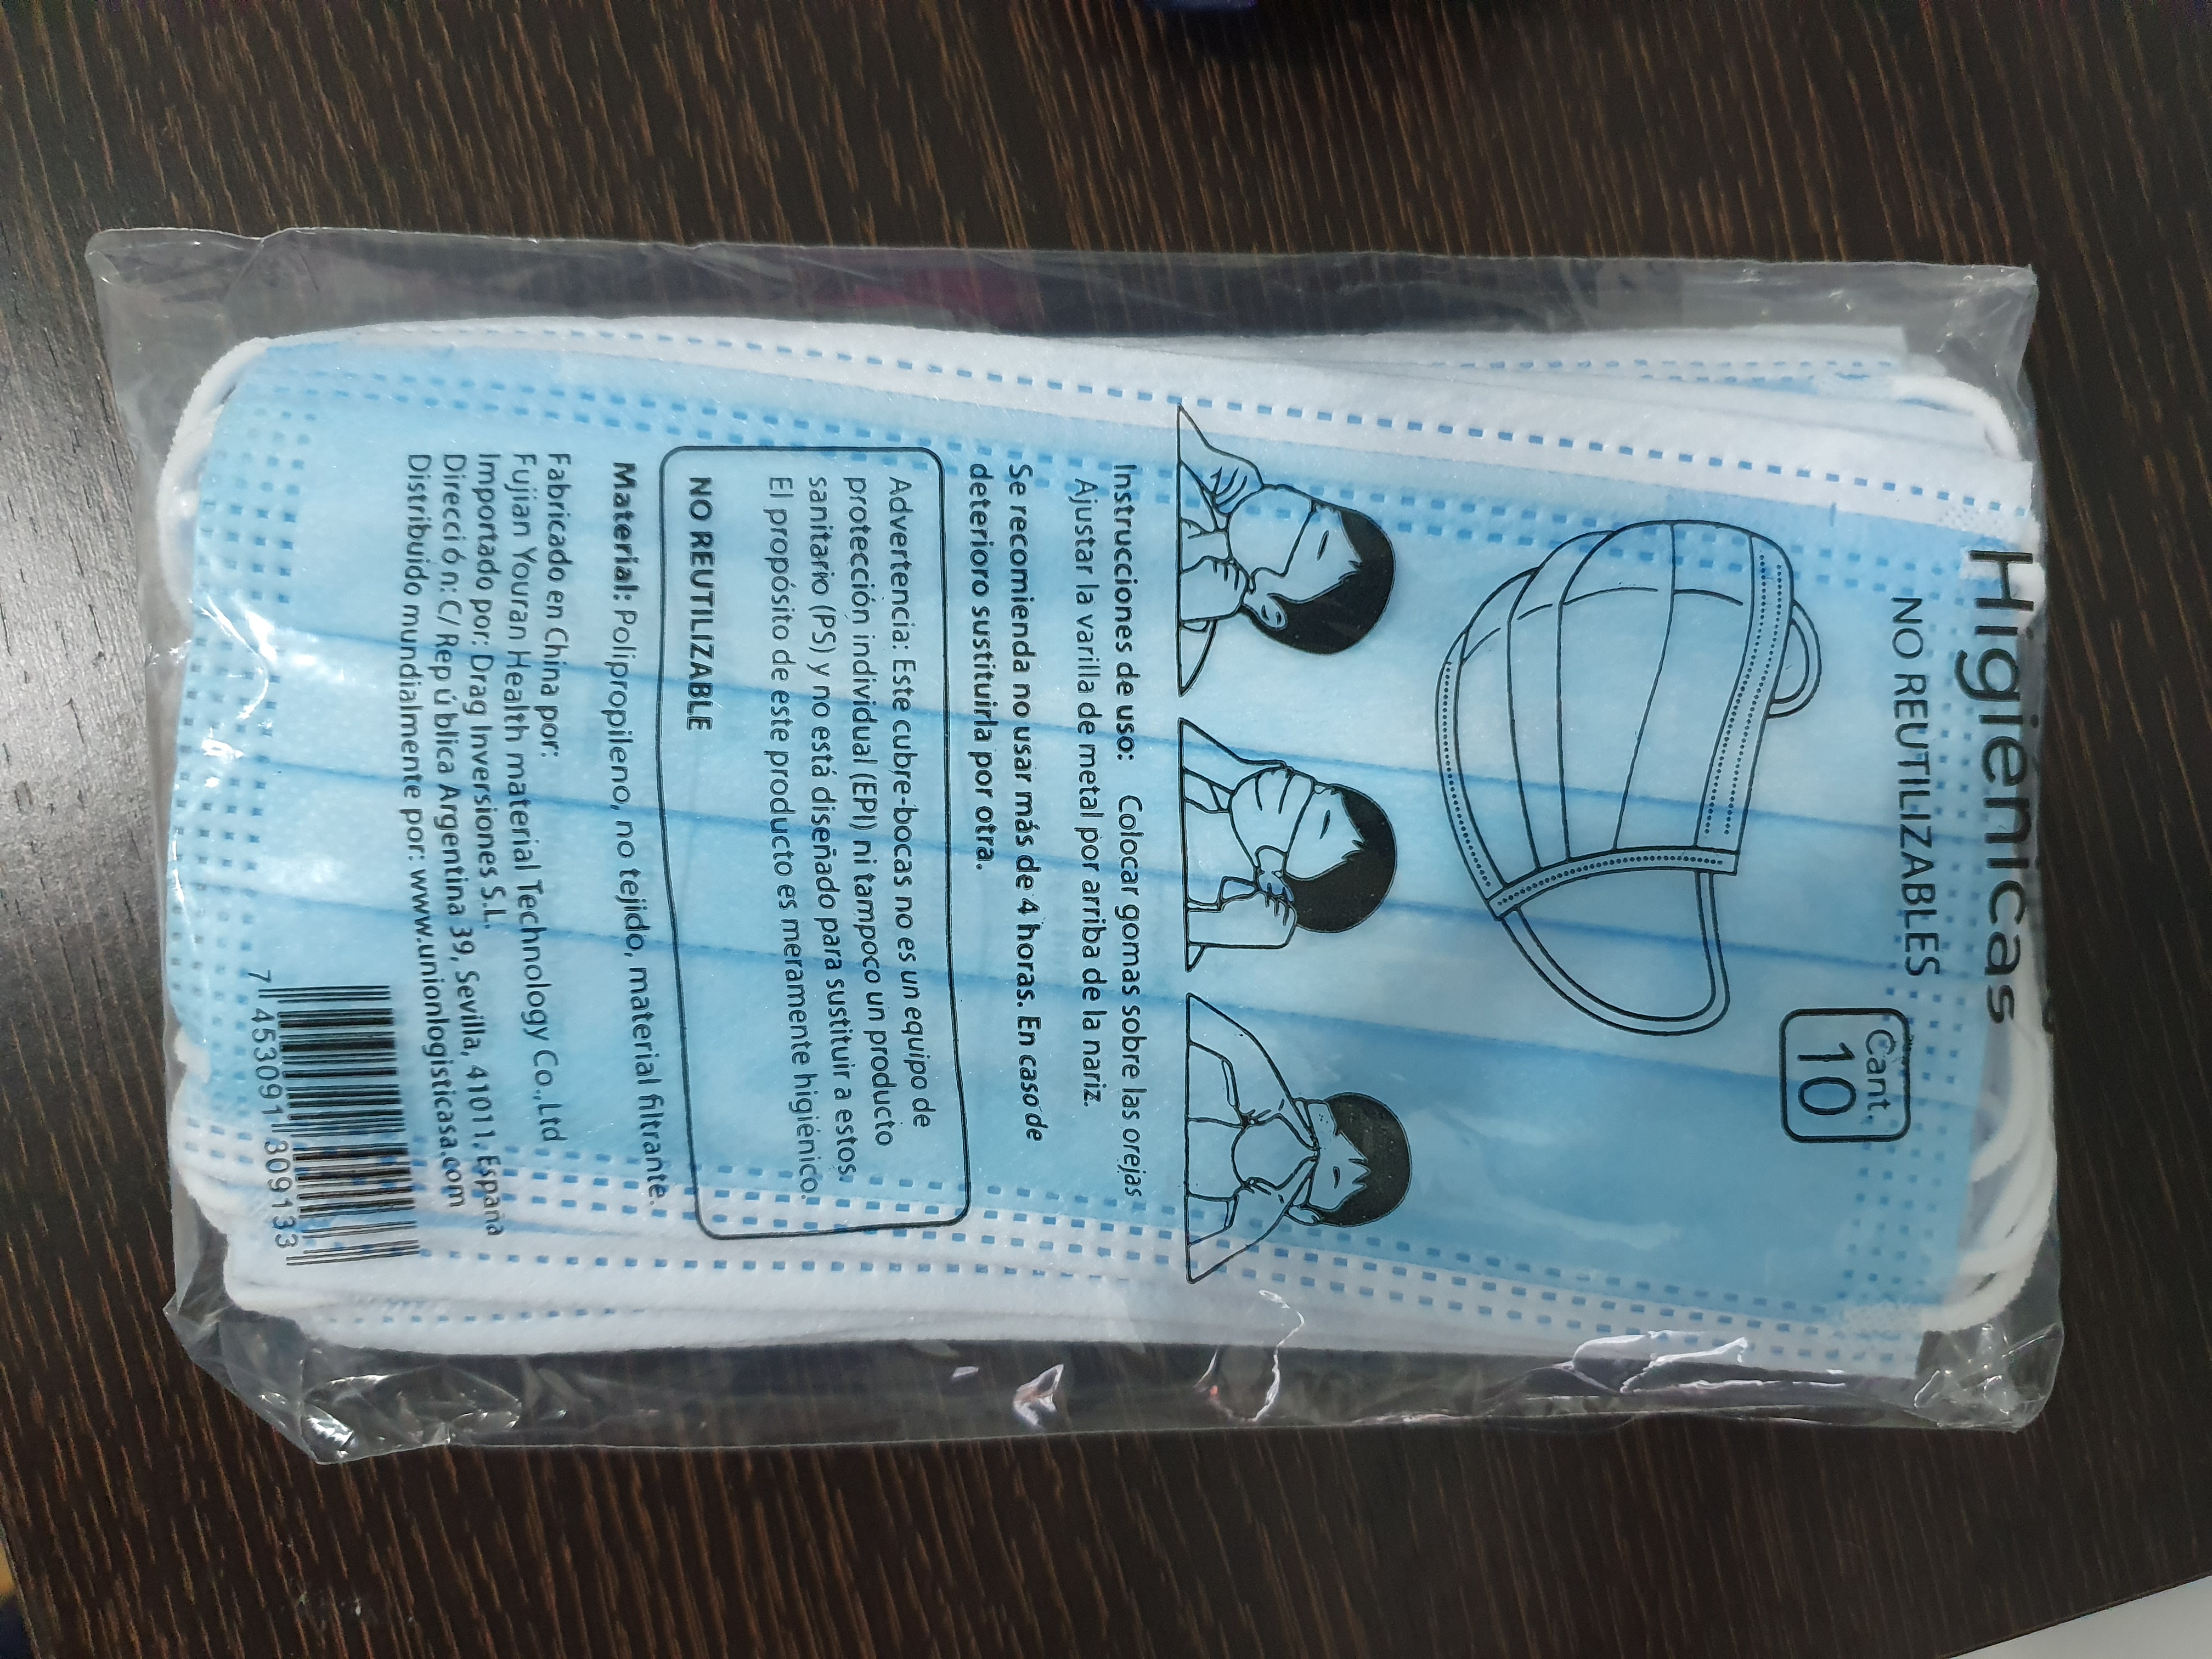 Higiénicas
NO REUTILIZABLES
Cant.
10
Instrucciones de uso: Colocar gomas sobre las orejas
Ajustar la varilla de metal por arriba de la nariz.
Se recomienda no usar más de 4 horas. En caso de
deterioro sustituirla por otra.
Advertencia: Este cubre-bocas no es un equipo de
protección individual (EPI) ni tampoco un producto
sanitario (PS) y no está diseñado para sustituir a estos.
El propósito de este producto es meramente higiénico.
NO REUTILIZABLE
Material: Polipropileno, no tejido, material filtrante.
Fabricado en China por:
Fujian Youran Health material Technology Co.,Ltd
Importado por: Drag Inversiones S.L.
Direcci ó n: C/ Rep ú blica Argentina 39, Sevilla, 41011, España
Distribuido mundialmente por: www.unionlogisticasa.com
7 453091 309133